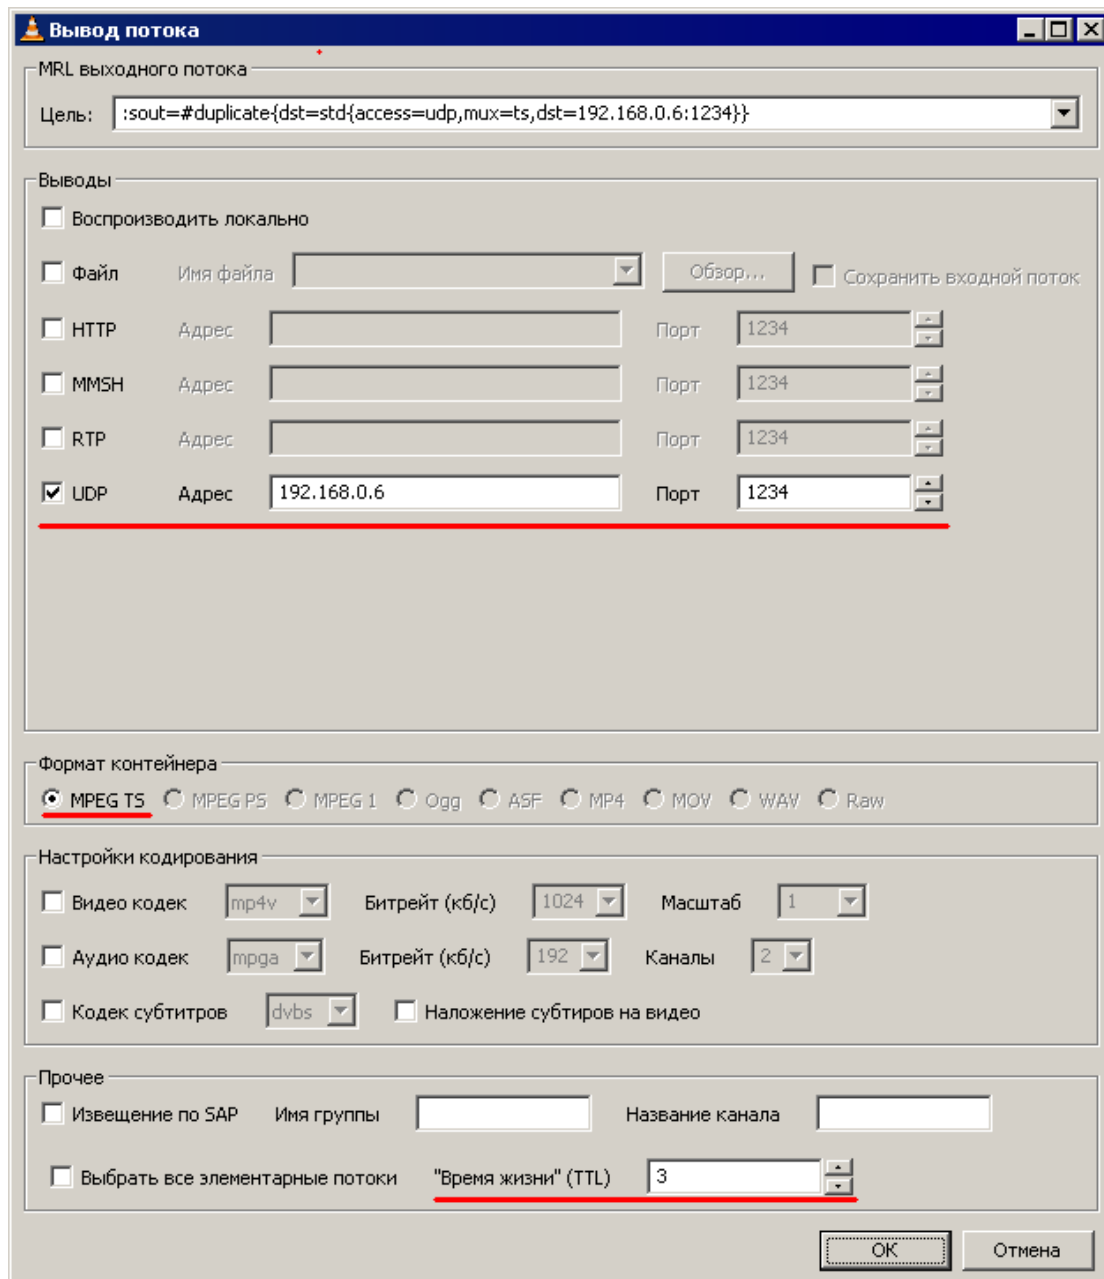 Вывод потока
MRL выходного потока
Цель: :sout=#duplicate{dst=std{access=udp,mux=ts,dst=192.168.0.6:1234}}
Выводы
Воспроизводить локально
Файл Имя файла Обзор... Сохранить входной поток
HTTP Адрес Порт 1234
MMSH Адрес Порт 1234
RTP Адрес Порт 1234
UDP Адрес 192.168.0.6 Порт 1234
Формат контейнера
MPEG TS MPEG PS MPEG 1 Ogg ASF MP4 MOV WAV Raw
Настройки кодирования
Видео кодек mp4v Битрейт (кб/с) 1024 Масштаб 1
Аудио кодек mpga Битрейт (кб/с) 192 Каналы 2
Кодек субтитров dvbs Наложение субтиров на видео
Прочее
Извещение по SAP Имя группы Название канала
Выбрать все элементарные потоки "Время жизни" (TTL) 3
OK Отмена